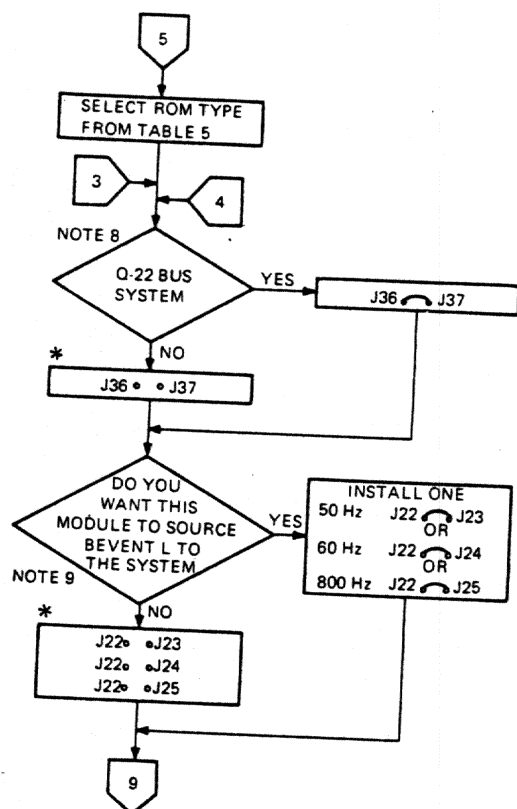 5
SELECT ROM TYPE
FROM TABLE 5
3
4
NOTE 8
Q-22 BUS
SYSTEM
YES
J36 J37
NO
*
J36 J37
DO YOU
WANT THIS
MODULE TO SOURCE
BEVENT L TO
THE SYSTEM
YES
NOTE 9
INSTALL ONE
50 Hz J22 J23
OR
60 Hz J22 J24
OR
800 Hz J22 J25
NO
*
J22 J23
J22 J24
J22 J25
9